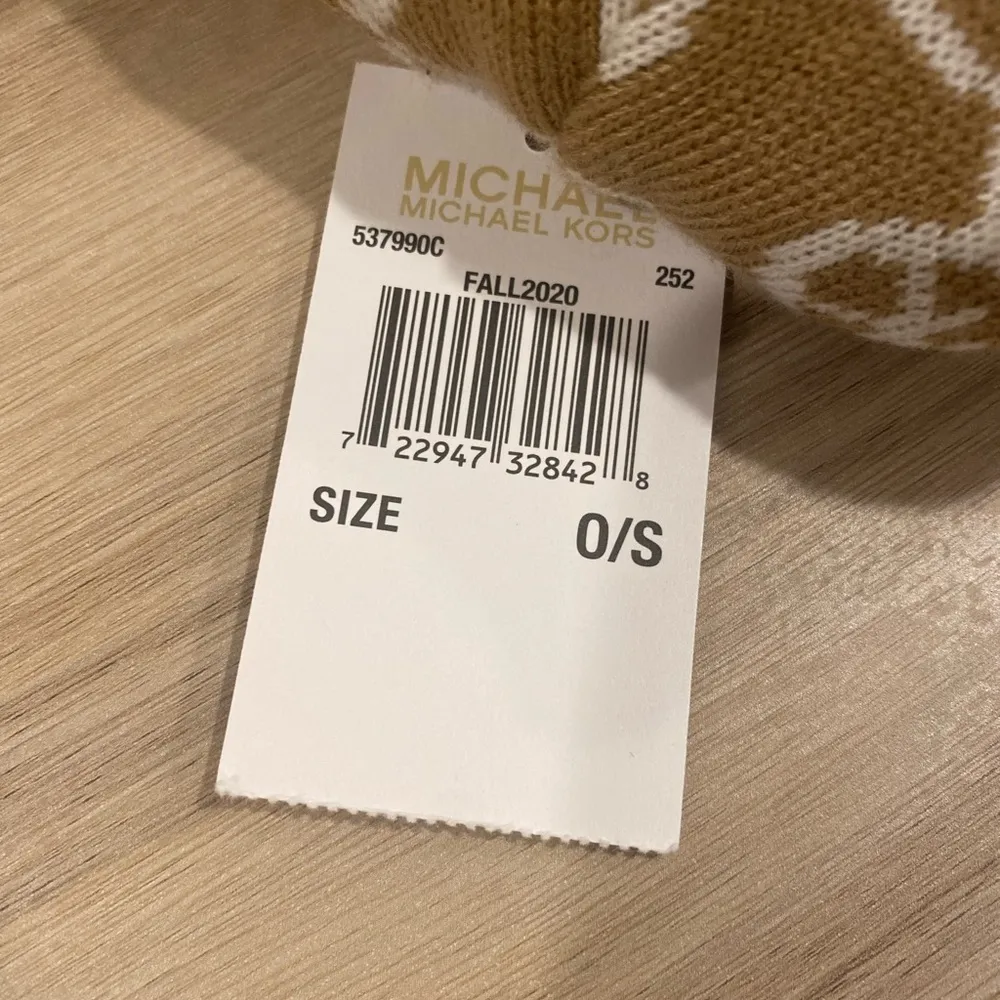 MICHAEL
MICHAEL KORS
537990C
252
FALL2020
7 22947 32842 8
SIZE O/S